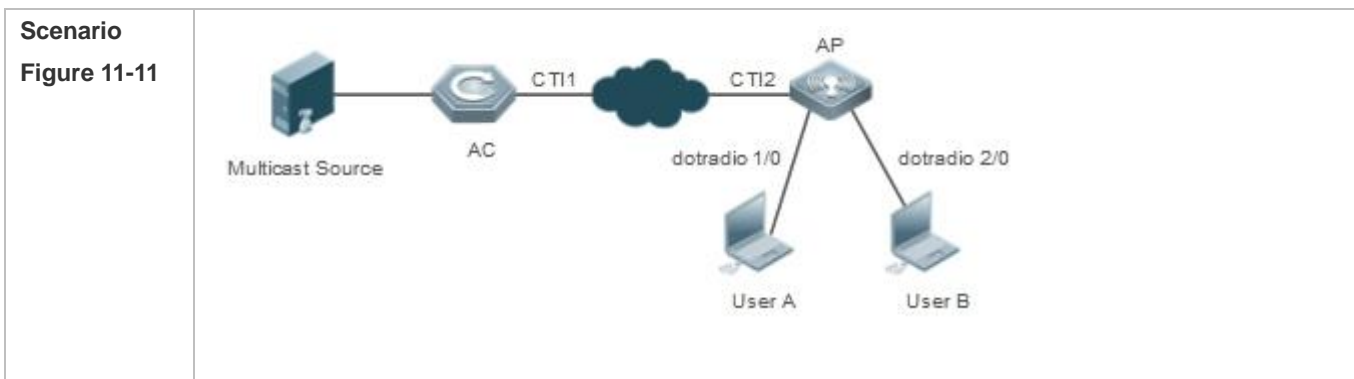 Scenario
Figure 11-11
AP
CTI1
CTI2
AC
Multicast Source
dotradio 1/0
dotradio 2/0
User A
User B